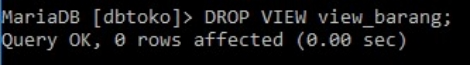 MariaDB [dbtoko]> DROP VIEW view_barang;
Query OK, 0 rows affected (0.00 sec)